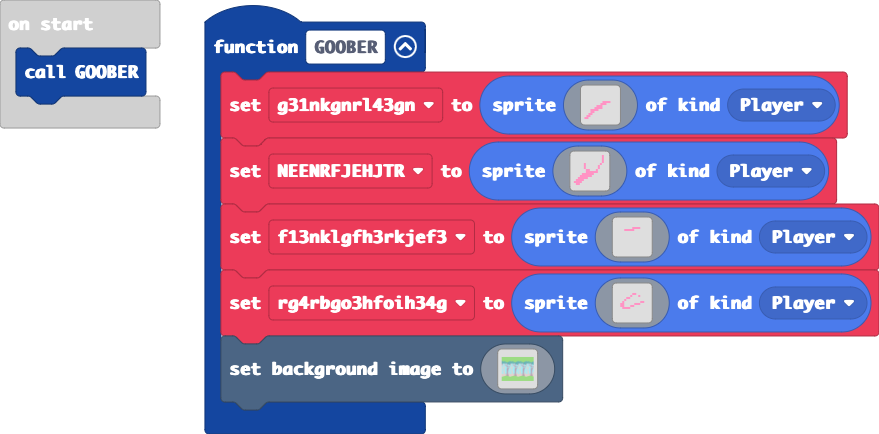 on start
call GOOBER
function GOOBER
set g31nkgnrl43gn to sprite of kind Player
set NEENRFJEHJTR to sprite of kind Player
set f13nklgfh3rkjef3 to sprite of kind Player
set rg4rbgo3hfoih34g to sprite of kind Player
set background image to